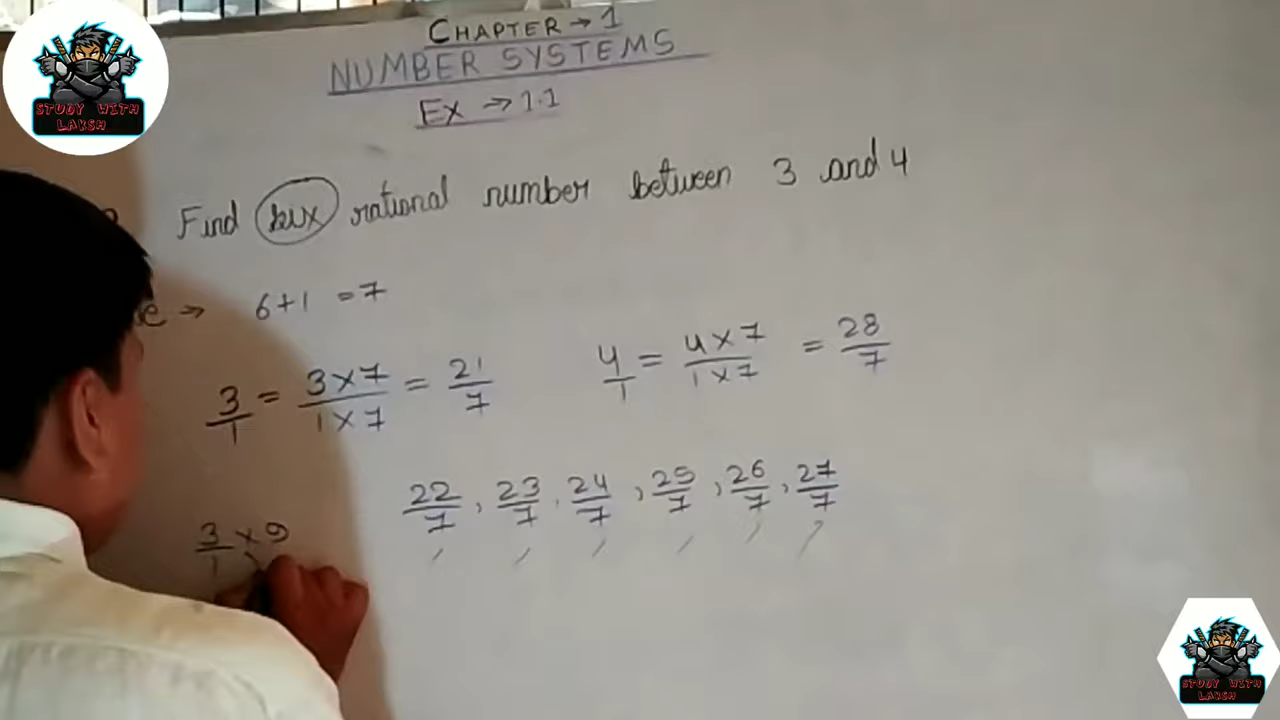 CHAPTER → 1
NUMBER SYSTEMS
Ex → 1.1
Find six rational number between 3 and 4
→ 6+1 = 7
3/1 = 3×7/1×7 = 21/7
4/1 = 4×7/1×7 = 28/7
22/7, 23/7, 24/7, 25/7, 26/7, 27/7
3/1 × 9
STUDY WITH
LAKSH
STUDY WITH
LAKSH